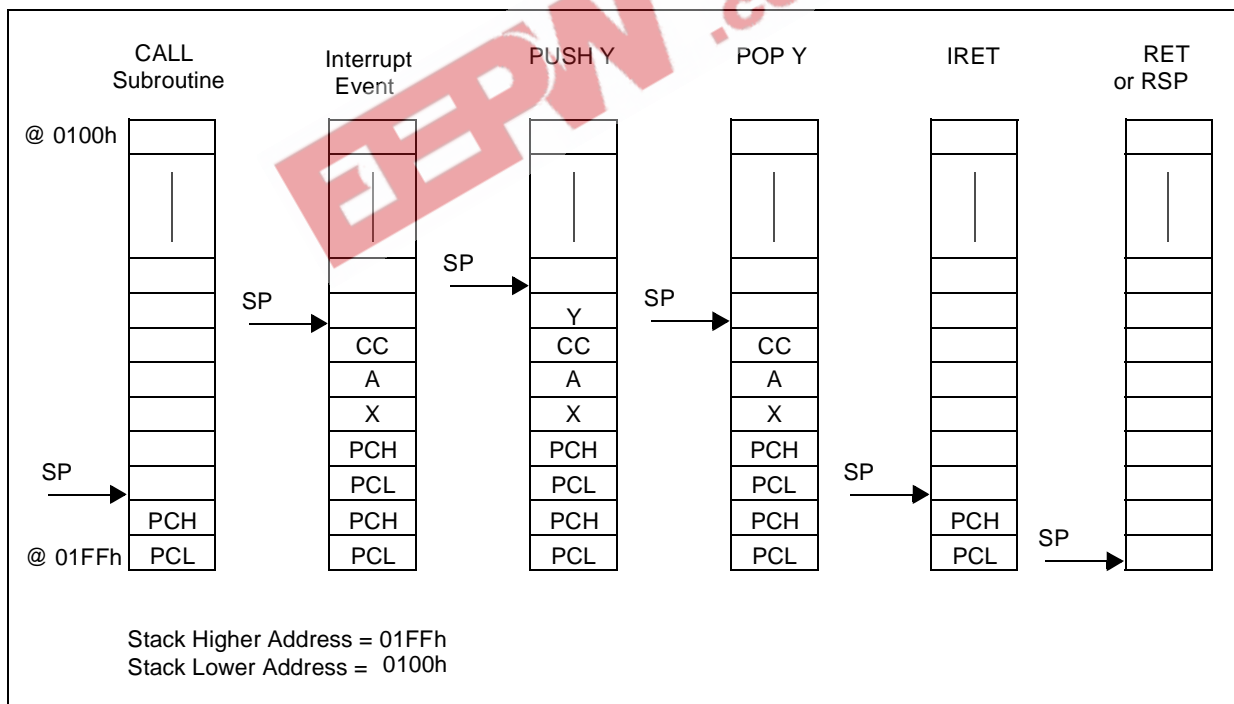 CALL
Subroutine
Interrupt
Event
PUSH Y
POP Y
IRET
RET
or RSP
@ 0100h
SP
SP
SP
Y
CC
CC
CC
A
A
A
X
X
X
PCH
PCH
PCH
SP
PCL
PCL
PCL
SP
PCH
PCH
PCH
PCH
PCH
SP
@ 01FFh
PCL
PCL
PCL
PCL
PCL
Stack Higher Address = 01FFh
Stack Lower Address = 0100h
EEPW
.co